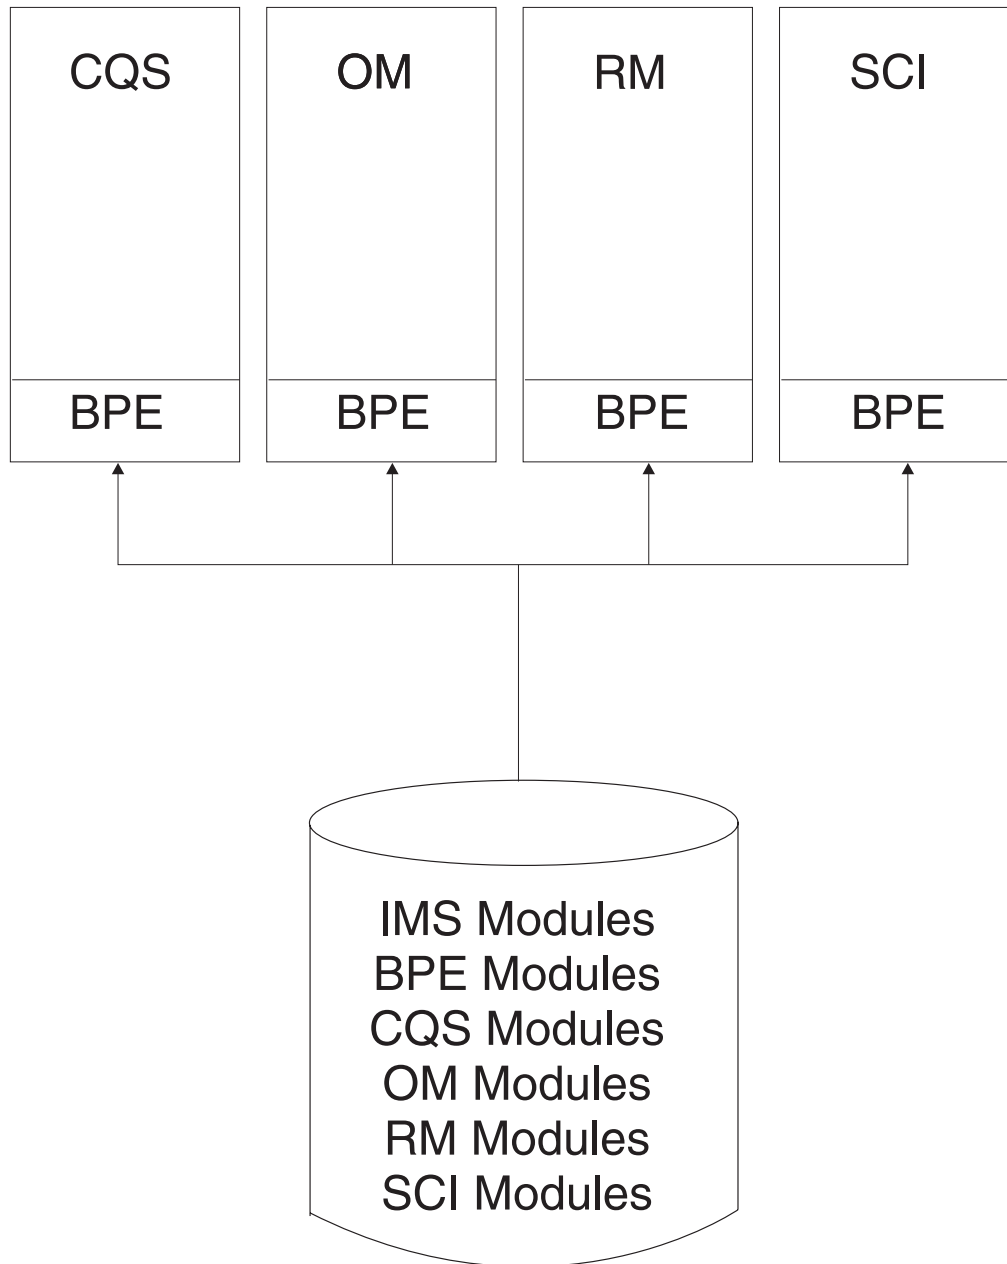 CQS
OM
RM
SCI
BPE
BPE
BPE
BPE
IMS Modules
BPE Modules
CQS Modules
OM Modules
RM Modules
SCI Modules